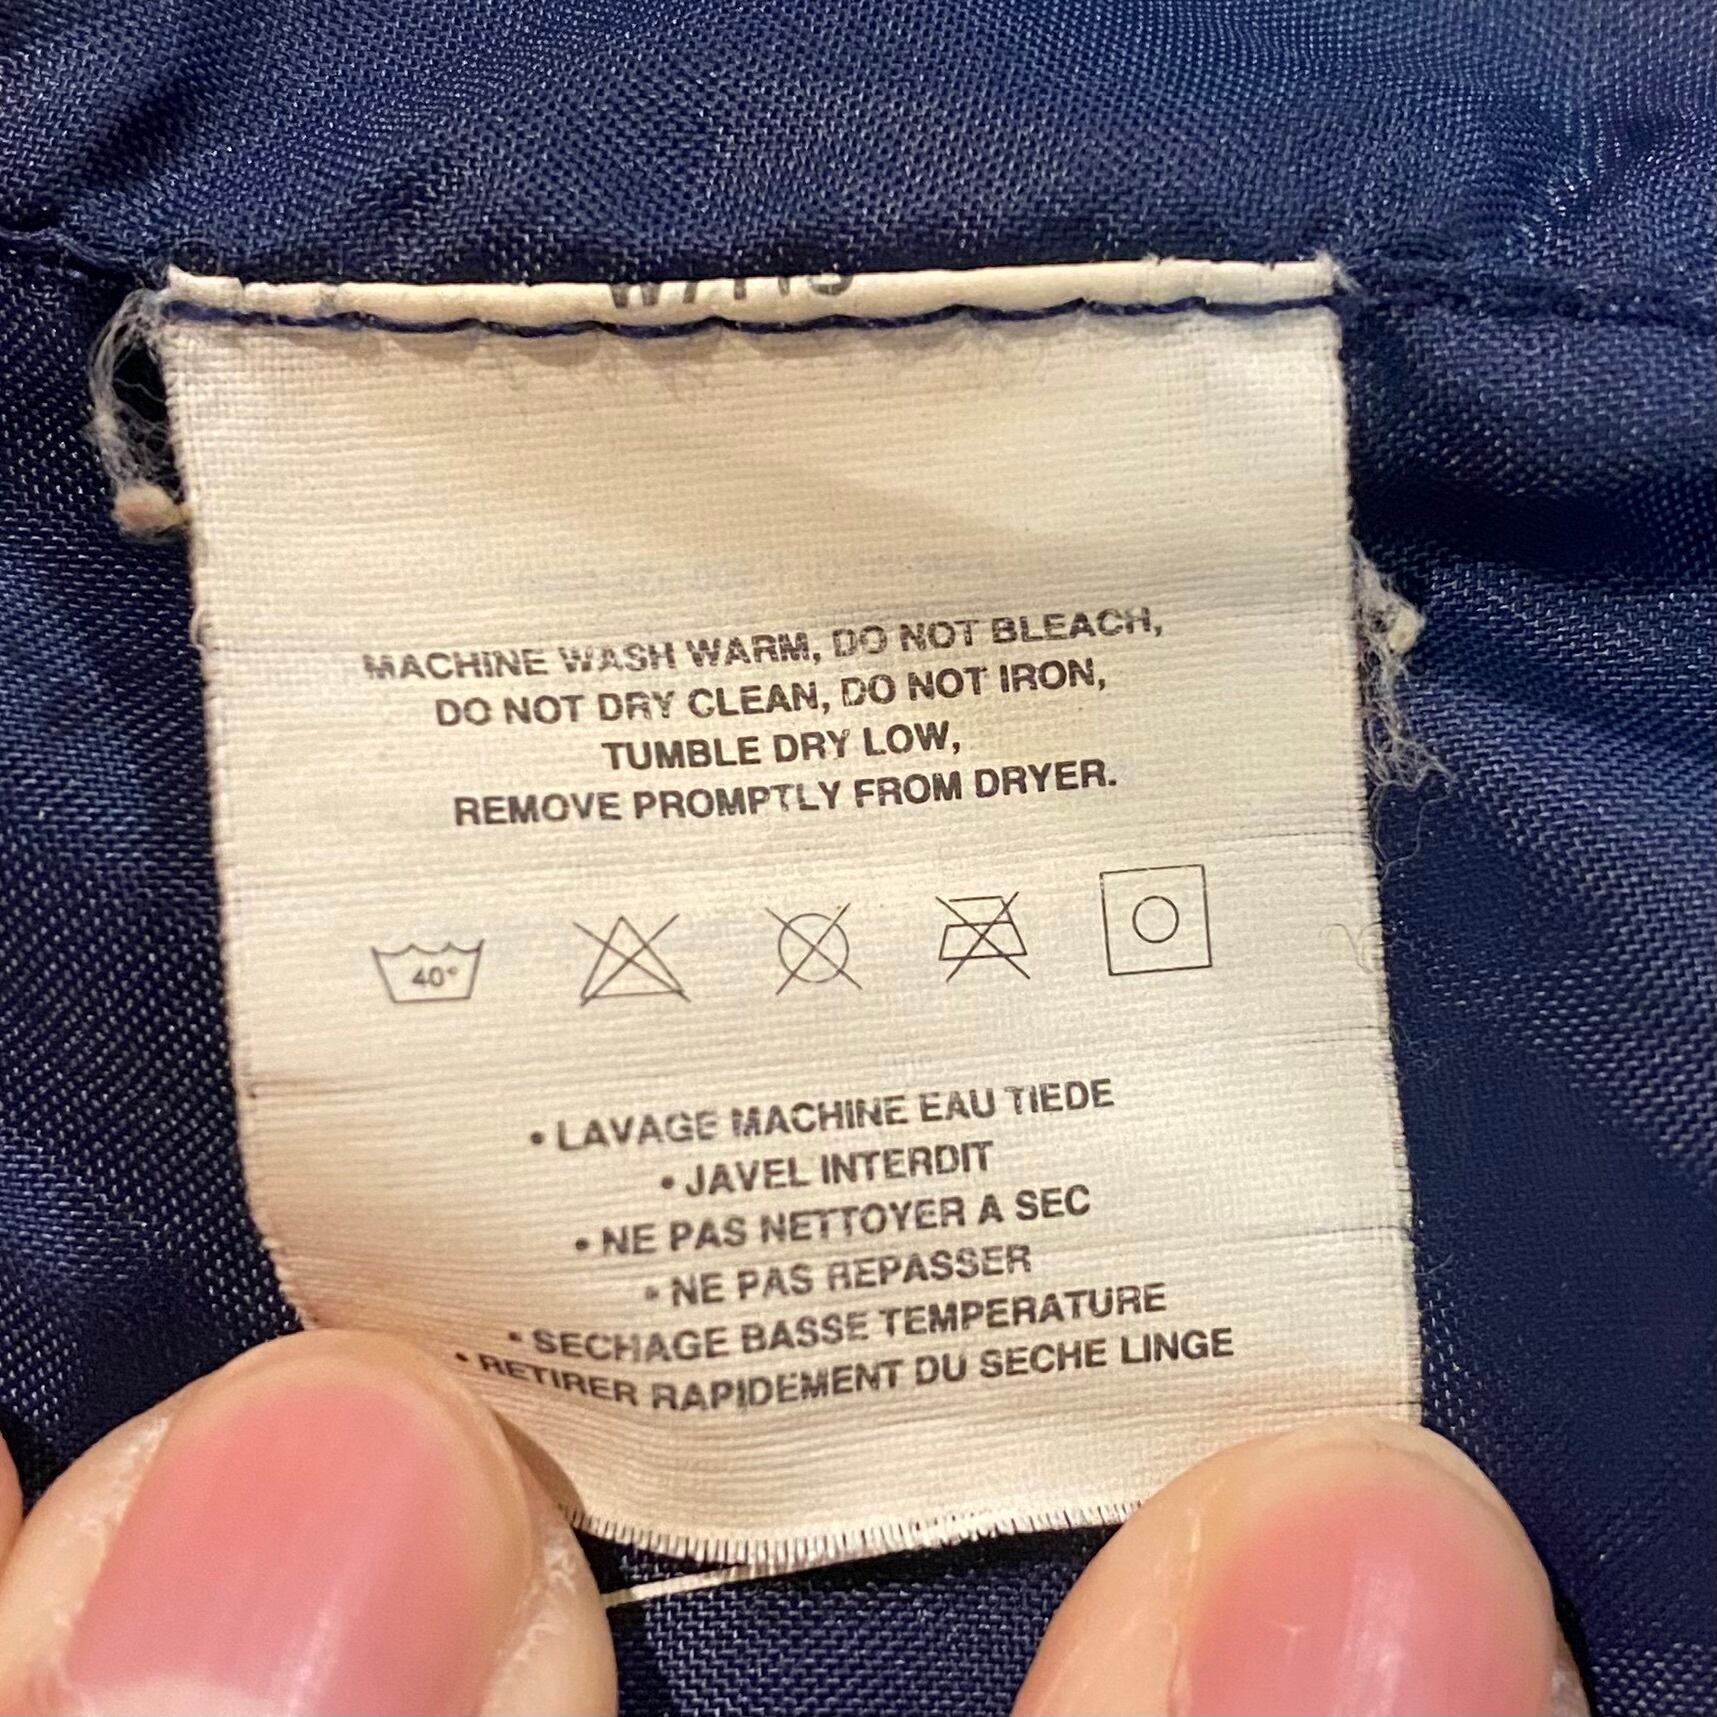 MACHINE WASH WARM, DO NOT BLEACH,
DO NOT DRY CLEAN, DO NOT IRON,
TUMBLE DRY LOW,
REMOVE PROMPTLY FROM DRYER.
40°
• LAVAGE MACHINE EAU TIEDE
• JAVEL INTERDIT
• NE PAS NETTOYER A SEC
• NE PAS REPASSER
• SECHAGE BASSE TEMPERATURE
• RETIRER RAPIDEMENT DU SECHE LINGE